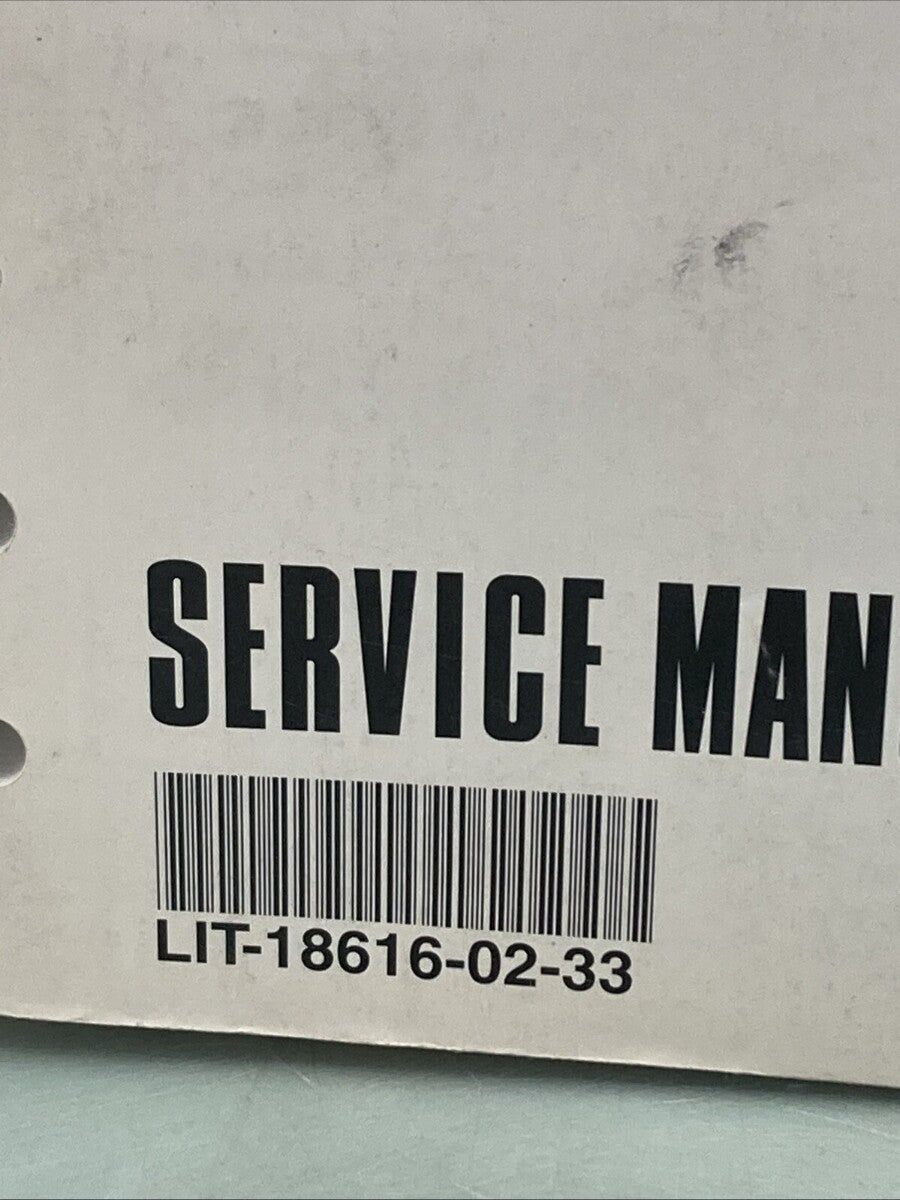 SERVICE MAN
LIT-18616-02-33